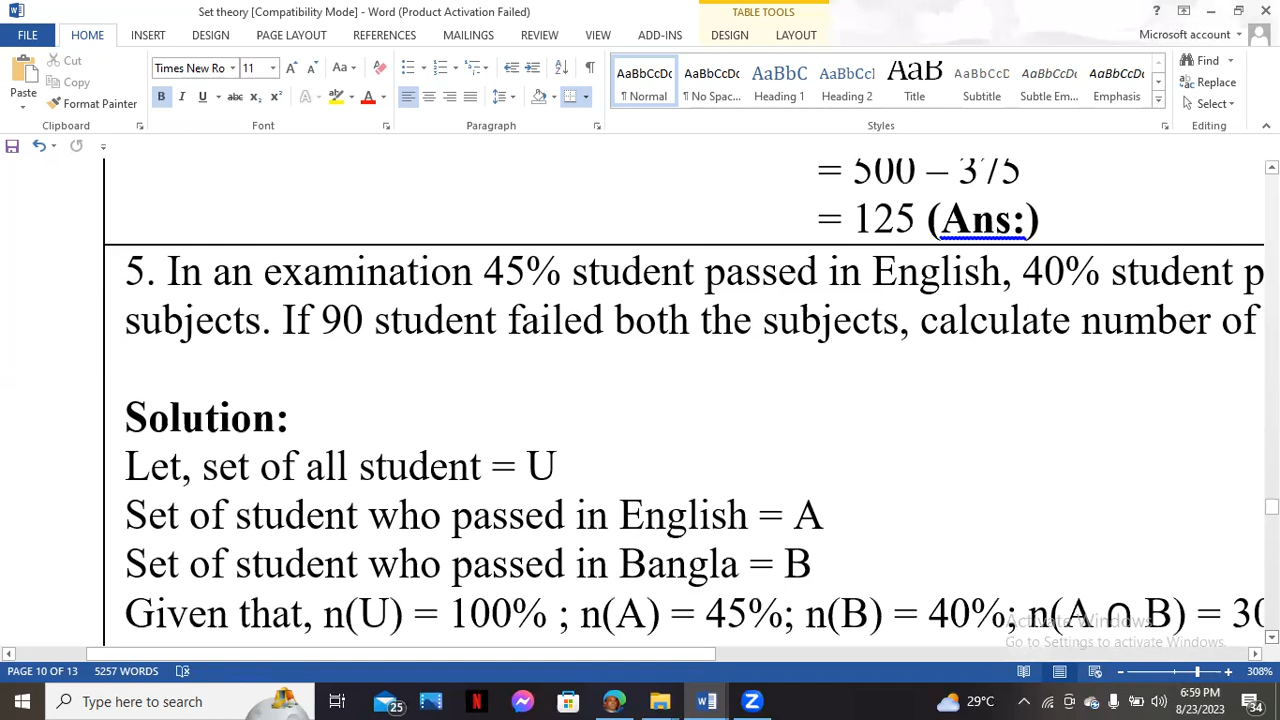 Set theory [Compatibility Mode] - Word (Product Activation Failed)
TABLE TOOLS
FILE HOME INSERT DESIGN PAGE LAYOUT REFERENCES MAILINGS REVIEW VIEW ADD-INS DESIGN LAYOUT Microsoft account
Cut
Copy
Format Painter
Paste
Clipboard
Times New Ro 11
Font
Paragraph
AaBbCcDc AaBbCcDc AaBbC AaBbCcI AaB AaBbCcD AaBbCcDc AaBbCcDc
¶ Normal ¶ No Spac... Heading 1 Heading 2 Title Subtitle Subtle Em... Emphasis
Styles
Find
Replace
Select
Editing
= 500 – 375
= 125 (Ans:)
5. In an examination 45% student passed in English, 40% student p
subjects. If 90 student failed both the subjects, calculate number of
Solution:
Let, set of all student = U
Set of student who passed in English = A
Set of student who passed in Bangla = B
Given that, n(U) = 100% ; n(A) = 45%; n(B) = 40%; n(A ∩ B) = 30
Activate Windows
Go to Settings to activate Windows.
PAGE 10 OF 13 5257 WORDS 308%
Type here to search
25
29°C
6:59 PM
8/23/2023
34